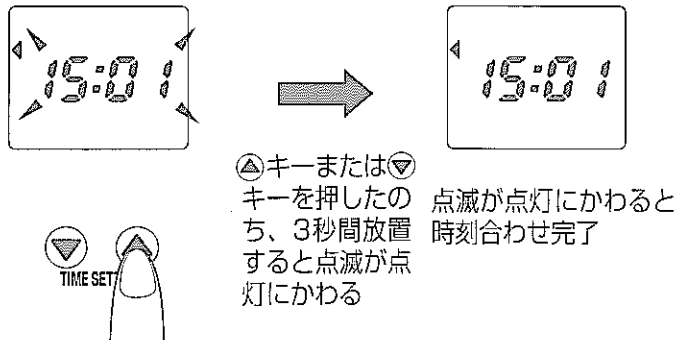 15:01
15:01
▲キーまたは▼
キーを押したの
ち、3秒間放置
すると点滅が点
灯にかわる
点滅が点灯にかわると
時刻合わせ完了
TIME SET